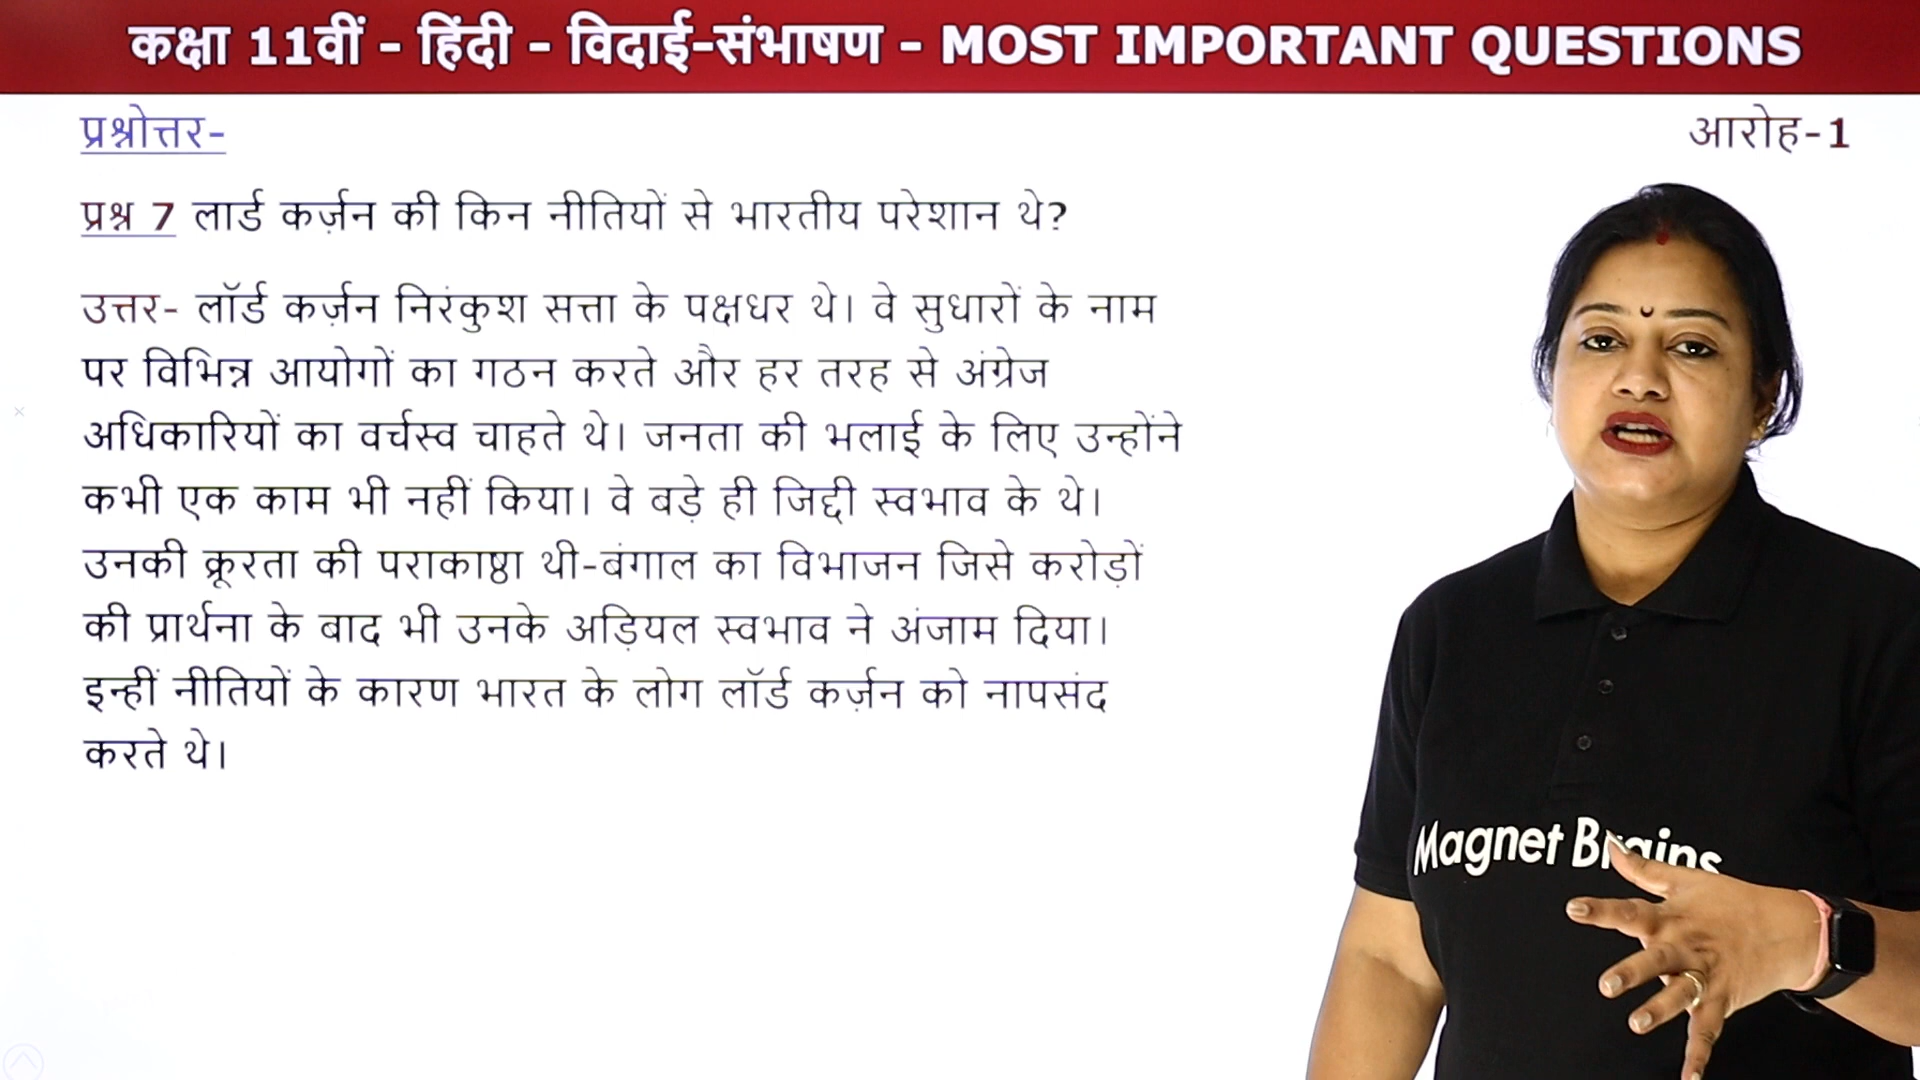 कक्षा 11वीं - हिंदी - विदाई-संभाषण - MOST IMPORTANT QUESTIONS
प्रश्नोत्तर-
आरोह-1
प्रश्न 7 लार्ड कर्ज़न की किन नीतियों से भारतीय परेशान थे?
उत्तर- लॉर्ड कर्ज़न निरंकुश सत्ता के पक्षधर थे। वे सुधारों के नाम
पर विभिन्न आयोगों का गठन करते और हर तरह से अंग्रेज
अधिकारियों का वर्चस्व चाहते थे। जनता की भलाई के लिए उन्होंने
कभी एक काम भी नहीं किया। वे बड़े ही जिद्दी स्वभाव के थे।
उनकी क्रूरता की पराकाष्ठा थी-बंगाल का विभाजन जिसे करोड़ों
की प्रार्थना के बाद भी उनके अड़ियल स्वभाव ने अंजाम दिया।
इन्हीं नीतियों के कारण भारत के लोग लॉर्ड कर्ज़न को नापसंद
करते थे।
Magnet Brains